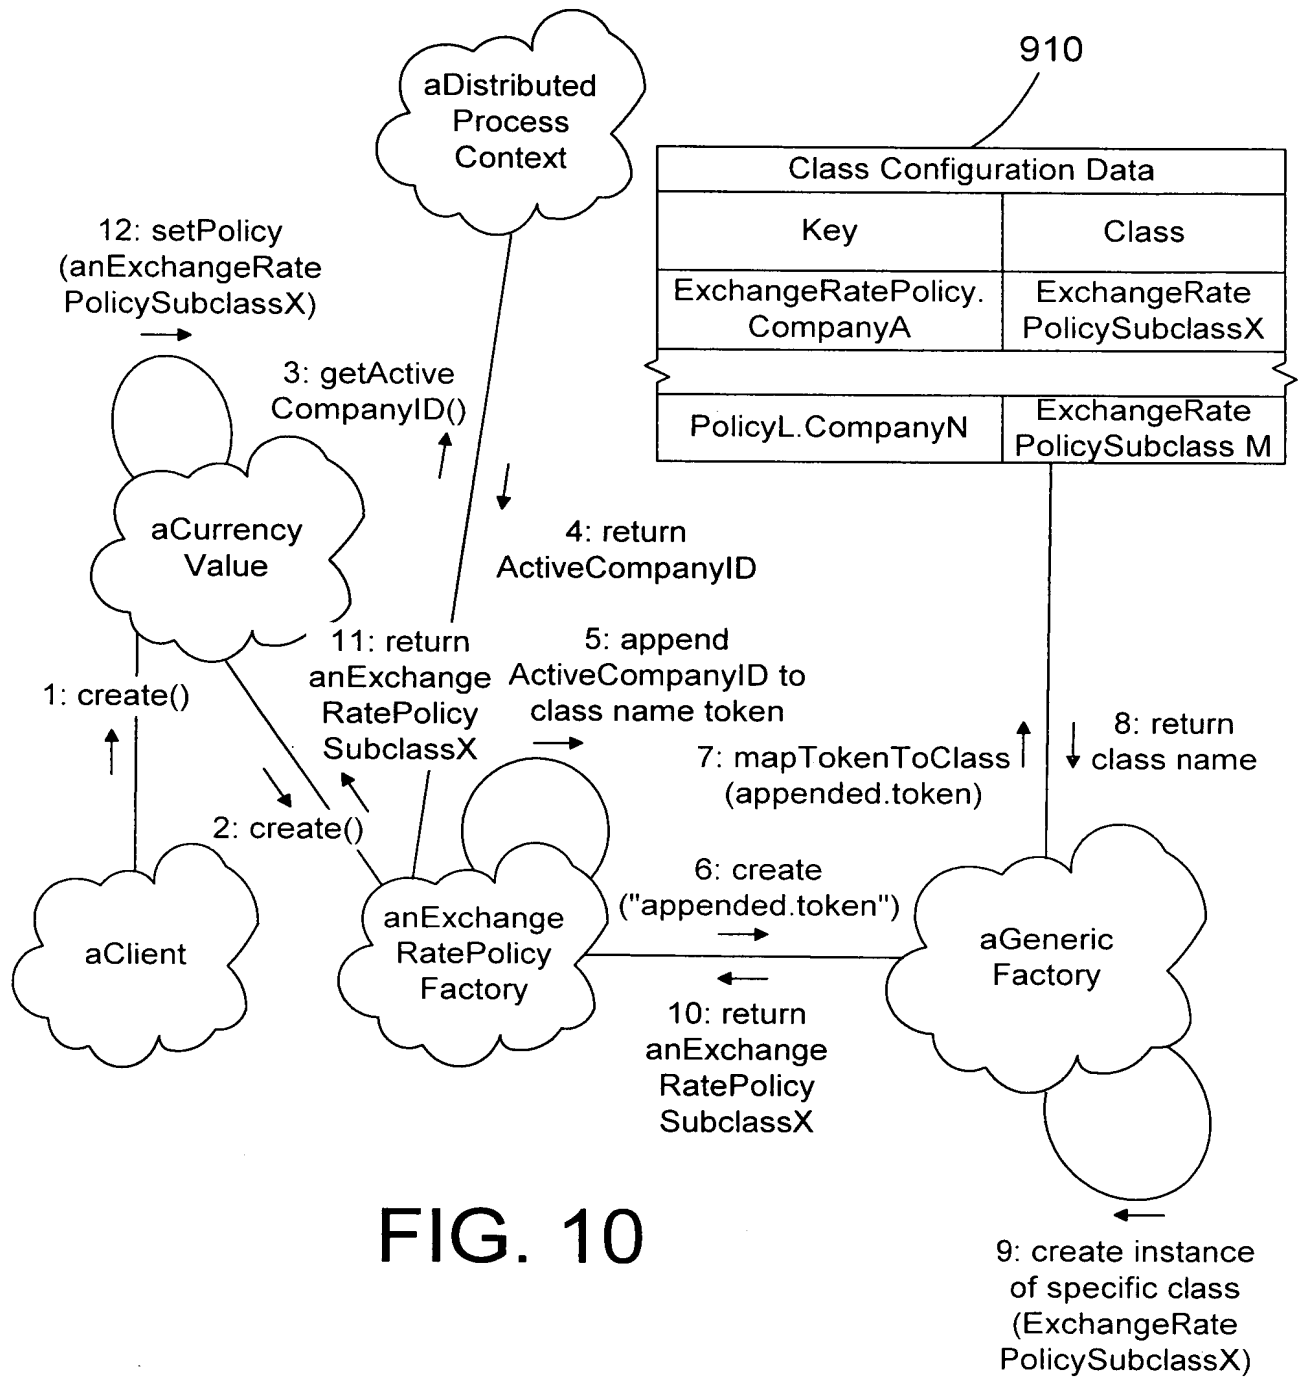 910
aDistributed
Process
Context
Class Configuration Data
Key
Class
ExchangeRatePolicy.
CompanyA
ExchangeRate
PolicySubclassX
PolicyL.CompanyN
ExchangeRate
PolicySubclass M
12: setPolicy
(anExchangeRate
PolicySubclassX)
3: getActive
CompanyID()
aCurrency
Value
4: return
ActiveCompanyID
11: return
anExchange
RatePolicy
SubclassX
5: append
ActiveCompanyID to
class name token
1: create()
7: mapTokenToClass
(appended.token)
8: return
class name
2: create()
6: create
("appended.token")
aClient
anExchange
RatePolicy
Factory
aGeneric
Factory
10: return
anExchange
RatePolicy
SubclassX
9: create instance
of specific class
(ExchangeRate
PolicySubclassX)
FIG. 10